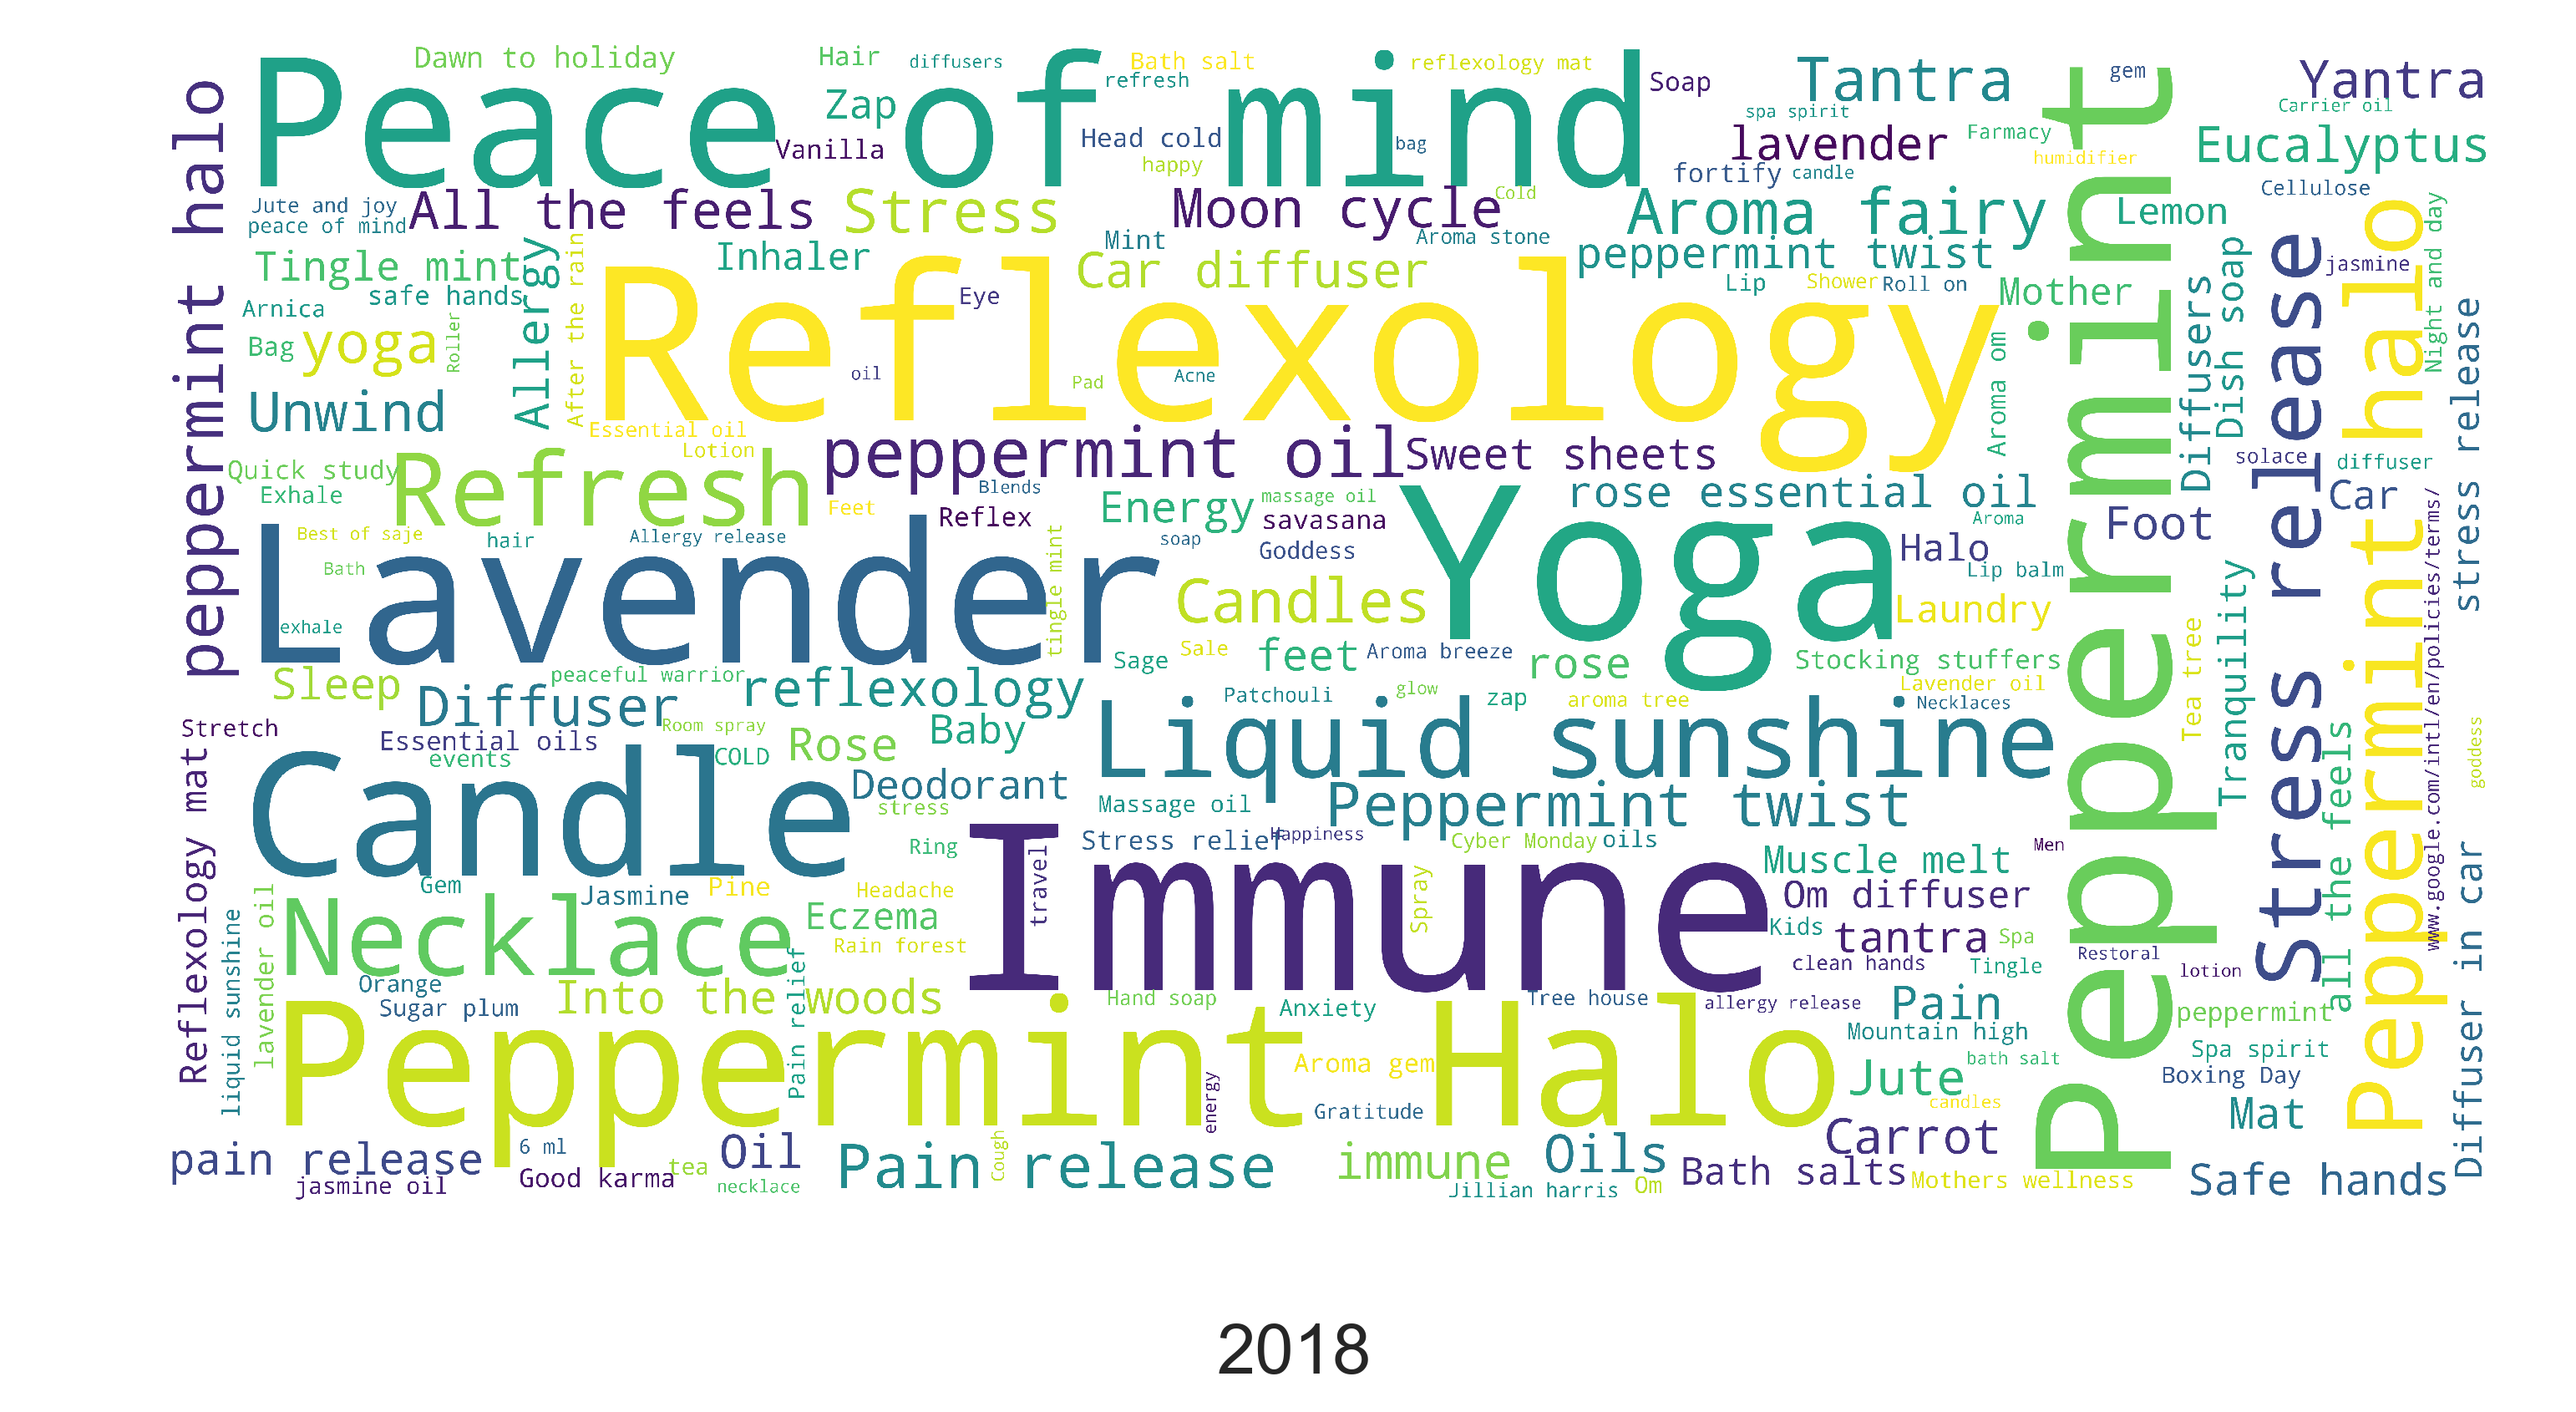 Dawn to holiday
Hair
diffusers
Bath salt
reflexology mat
Peace of mind
refresh
Soap
Tantra
gem
Yantra
Zap
spa spirit
Carrier oil
Vanilla
Head cold
bag
lavender
Farmacy
humidifier
Eucalyptus
happy
fortify
candle
Cellulose
peppermint halo
Jute and joy
peace of mind
All the feels
Stress
Moon cycle
Cold
Aroma fairy
Lemon
Mint
Aroma stone
Tingle mint
Allergy
After the rain
Inhaler
Car diffuser
peppermint twist
jasmine
Night and day
Arnica
safe hands
Eye
Lip
Shower
Roll on
Mother
Diffusers
Dish soap
Reflexology
yoga
Bag
Roller
oil
Pad
Acne
Aroma om
Peppermint
Stress release
Peppermint halo
stress release
Unwind
Essential oil
Lotion
peppermint oil
Sweet sheets
solace
diffuser
Quick study
Refresh
Exhale
Feet
Blends
Reflex
Energy
massage oil
savasana
rose essential oil
Aroma
Foot
Car
www.google.com/intl/en/policies/terms/
Best of saje
hair
Allergy release
soap
Goddess
Yoga
Halo
Lip balm
Bath
Lavender
tingle mint
Candles
Laundry
Tranquility
exhale
Sage
Sale
feet
Aroma breeze
rose
Stocking stuffers
Tea tree
Sleep
peaceful warrior
Diffuser
reflexology
Patchouli
glow
zap
aroma tree
Lavender oil
Necklaces
Stretch
Essential oils
Room spray
events
COLD
Rose
Baby
Liquid sunshine
goddess
Reflexology mat
Candle
Deodorant
stress
Massage oil
Peppermint twist
all the feels
Ring
Stress relief
Happiness
Cyber Monday
oils
Men
Muscle melt
Diffuser in car
Gem
Jasmine
Pine
Headache
travel
Immune
Spray
Om diffuser
liquid sunshine
lavender oil
Necklace
Eczema
Rain forest
Kids
tantra
Spa
Restoral
clean hands
Tingle
lotion
Orange
Sugar plum
Into the woods
Pain relief
Hand soap
Anxiety
Tree house
allergy release
Pain
peppermint
Mountain high
Peppermint Halo
Aroma gem
energy
Gratitude
bath salt
Jute
candles
Spa spirit
Boxing Day
Mat
pain release
6 ml
jasmine oil
Good karma
tea
Oil
necklace
Pain release
Cough
immune
Oils
Jillian harris
Om
Bath salts
Carrot
Mothers wellness
Safe hands
2018